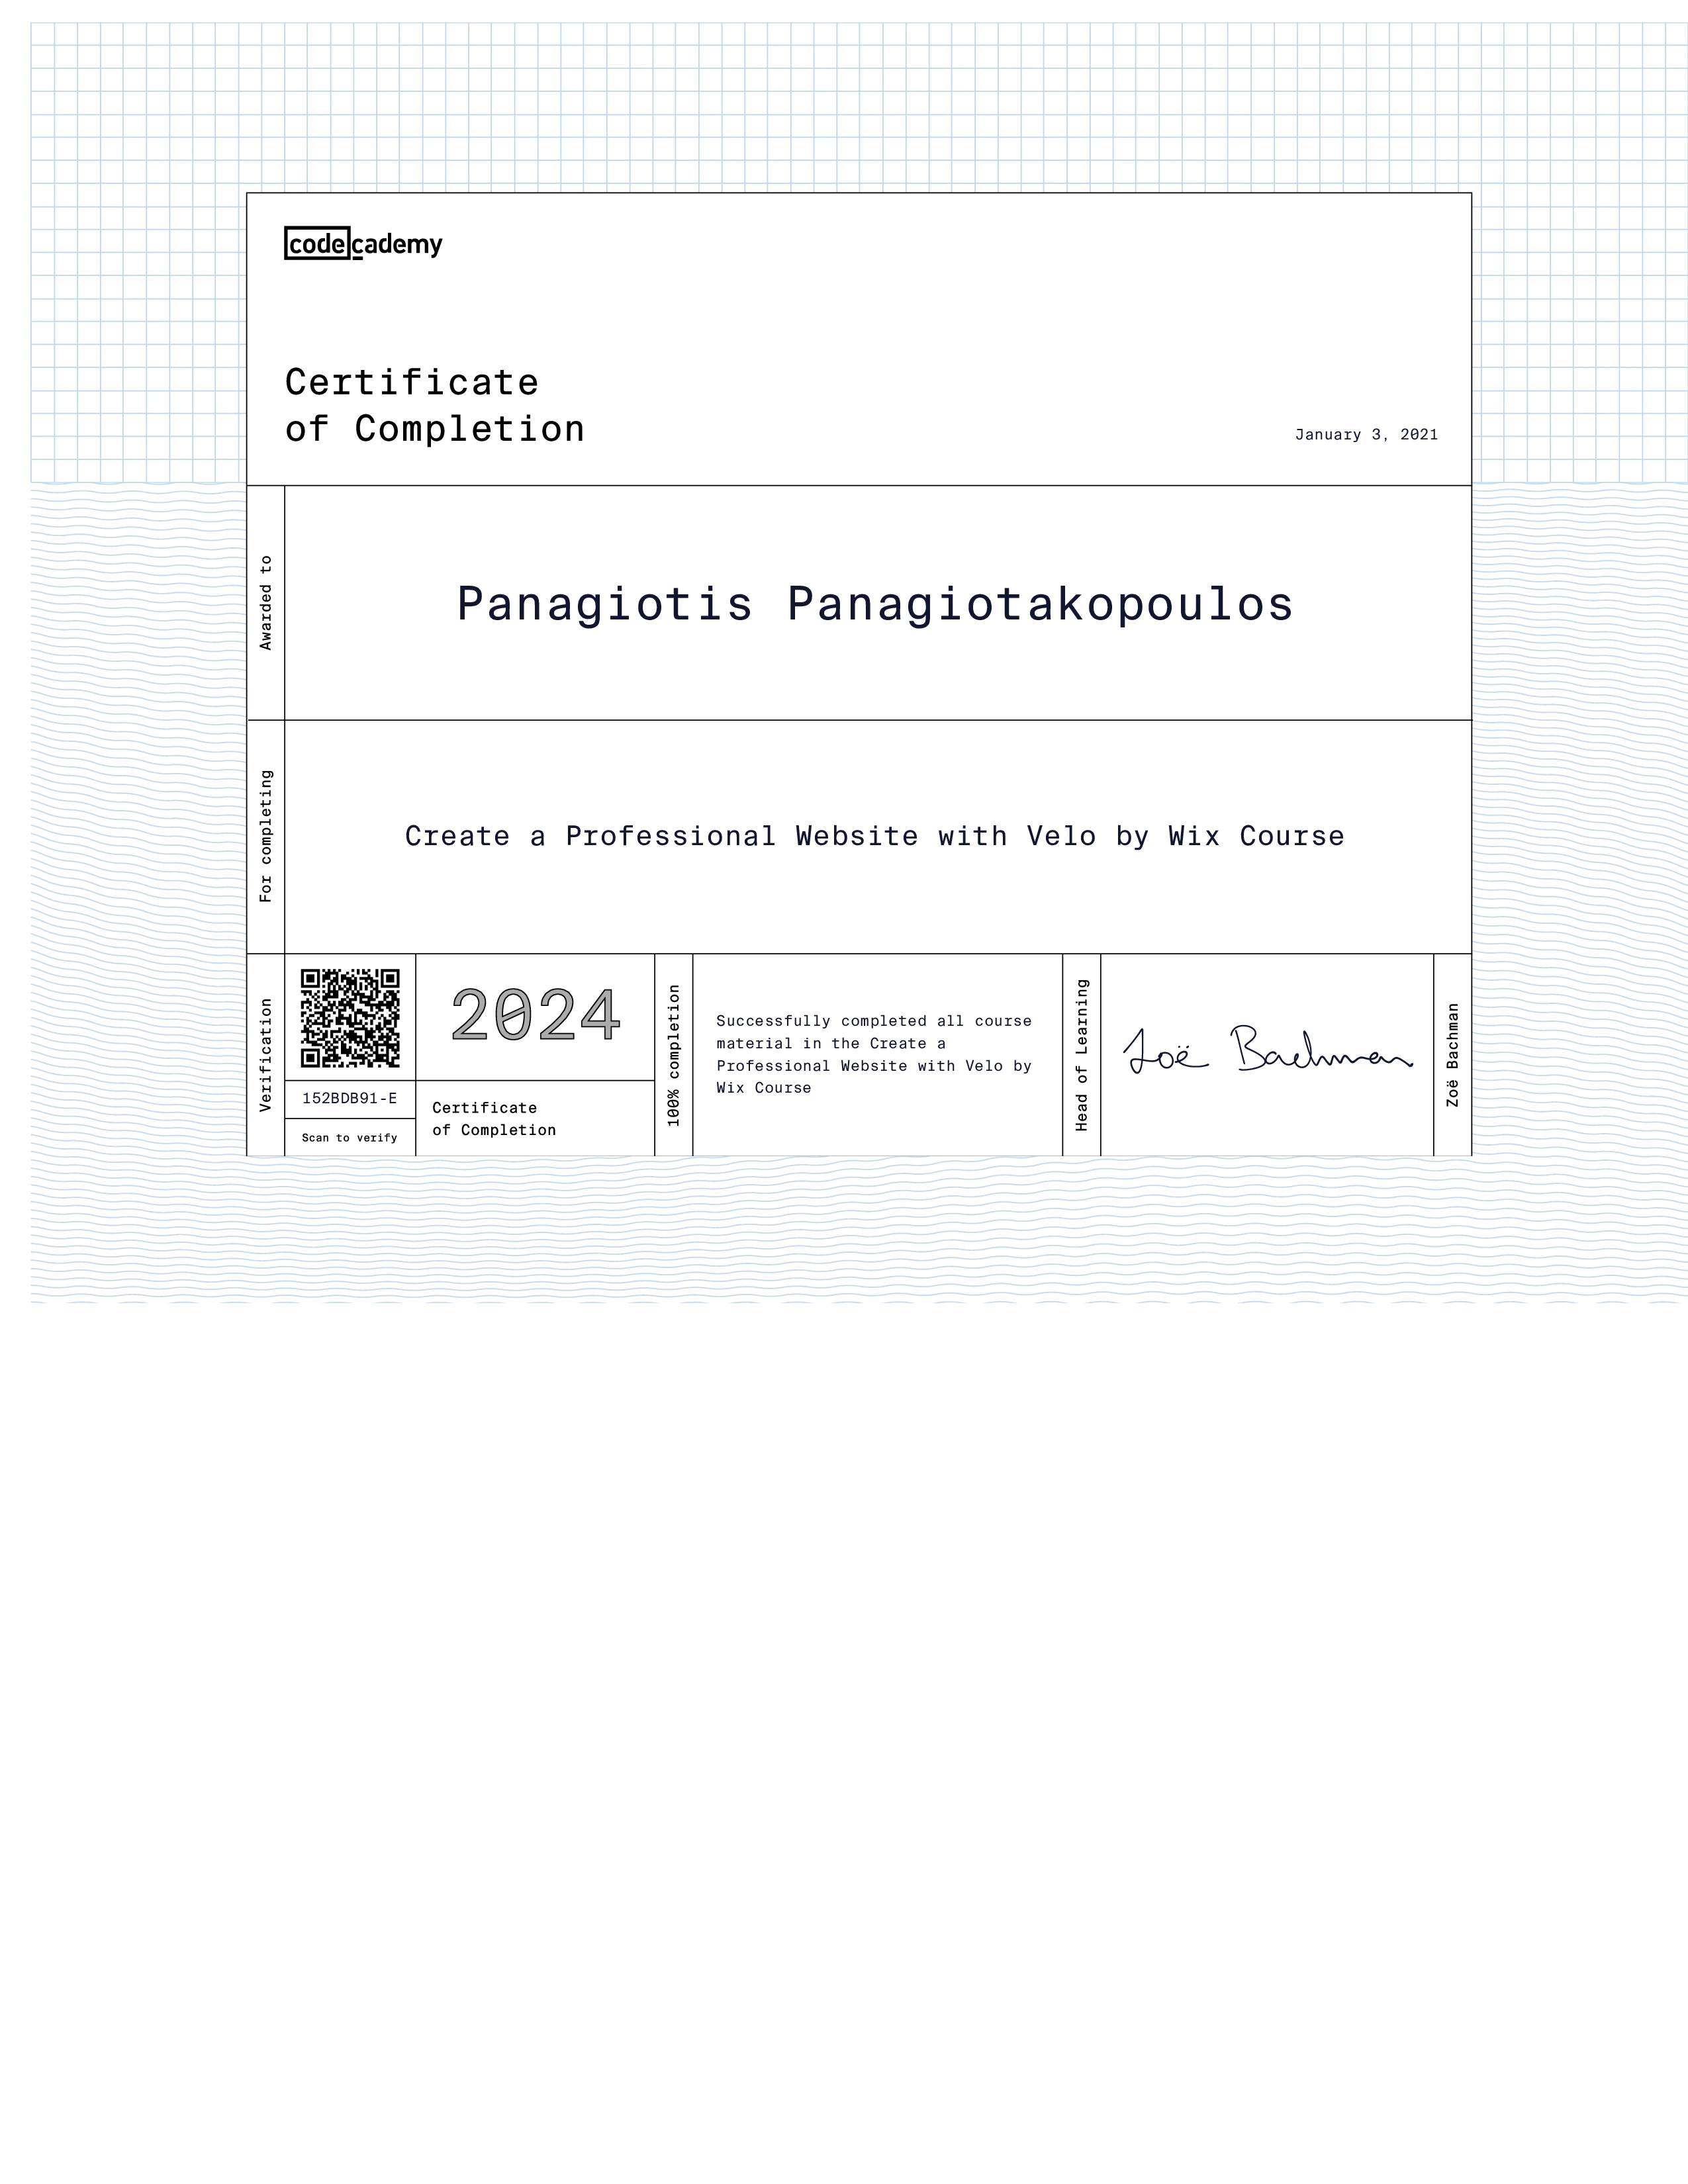 codecademy
Certificate
of Completion
January 3, 2021
Awarded to
Panagiotis Panagiotakopoulos
For completing
Create a Professional Website with Velo by Wix Course
Verification
152BDB91-E
Scan to verify
2024
Certificate
of Completion
100% completion
Successfully completed all course
material in the Create a
Professional Website with Velo by
Wix Course
Head of Learning
Zoë Bachman
Zoë Bachman